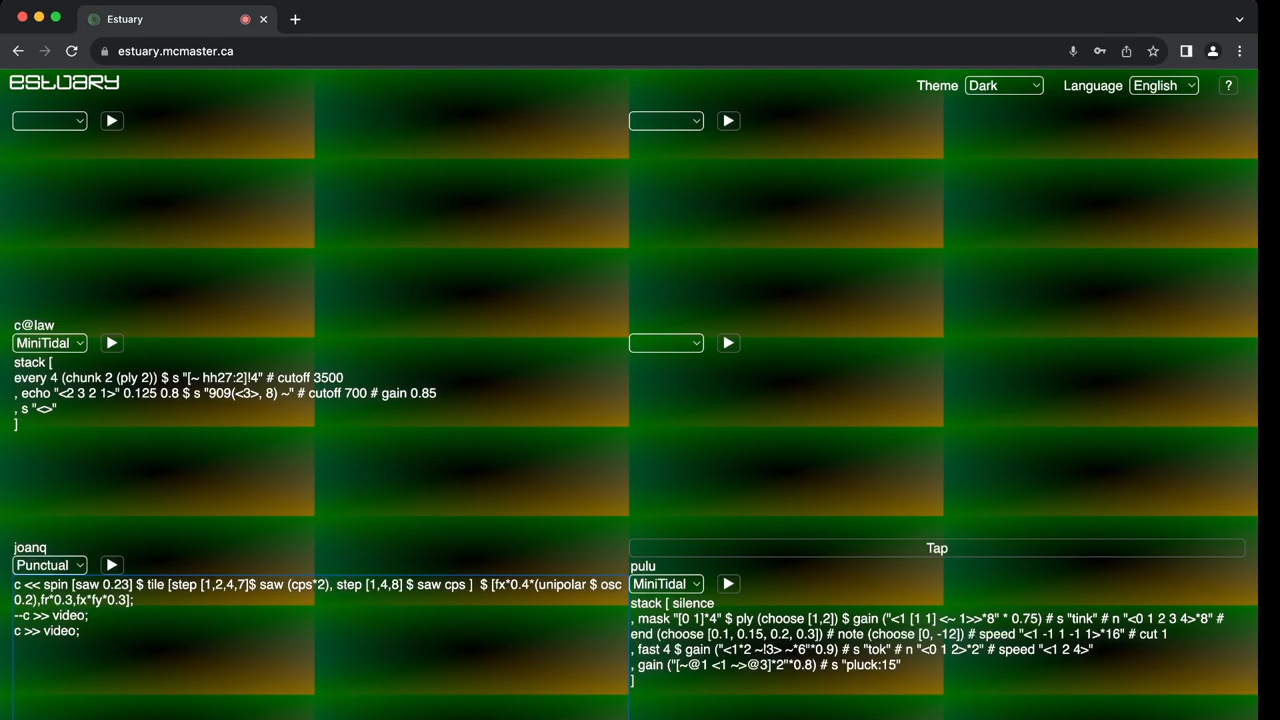 Estuary
estuary.mcmaster.ca
estuary
Theme Dark Language English ?
c@law
MiniTidal
stack [
every 4 (chunk 2 (ply 2)) $ s "[~ hh27:2]!4" # cutoff 3500
, echo "<2 3 2 1>" 0.125 0.8 $ s "909(<3>, 8) ~" # cutoff 700 # gain 0.85
, s "<>"
]
joanq
Punctual
c << spin [saw 0.23] $ tile [step [1,2,4,7]$ saw (cps*2), step [1,4,8] $ saw cps ]  $ [fx*0.4*(unipolar $ osc
0.2),fr*0.3,fx*fy*0.3];
--c >> video;
c >> video;
Tap
pulu
MiniTidal
stack [ silence
, mask "[0 1]*4" $ ply (choose [1,2]) $ gain ("<1 [1 1] <~ 1>>*8" * 0.75) # s "tink" # n "<0 1 2 3 4>*8" #
end (choose [0.1, 0.15, 0.2, 0.3]) # note (choose [0, -12]) # speed "<1 -1 1 -1 1>*16" # cut 1
, fast 4 $ gain ("<1*2 ~!3> ~*6"*0.9) # s "tok" # n "<0 1 2>*2" # speed "<1 2 4>"
, gain ("[~@1 <1 ~>@3]*2"*0.8) # s "pluck:15"
]